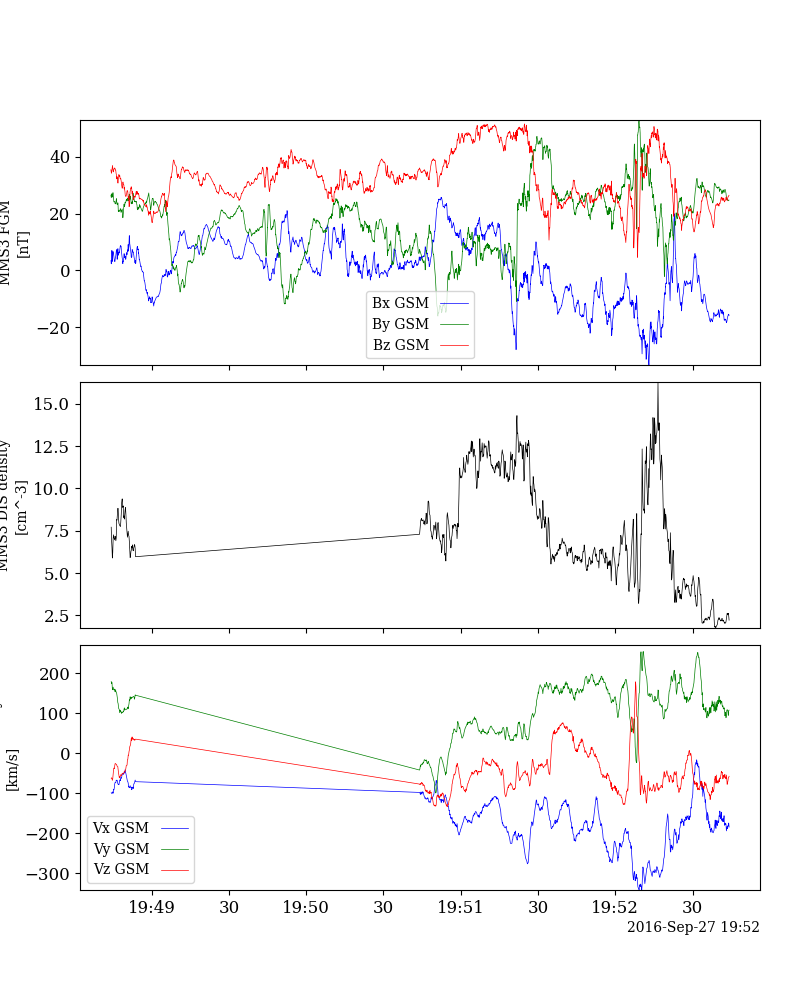 MMS3 FGM
[nT]
40
20
0
−20
Bx GSM
By GSM
Bz GSM
MMS3 DIS density
[cm^-3]
15.0
12.5
10.0
7.5
5.0
2.5
[km/s]
200
100
0
−100
−200
−300
Vx GSM
Vy GSM
Vz GSM
19:49 30 19:50 30 19:51 30 19:52 30
2016-Sep-27 19:52